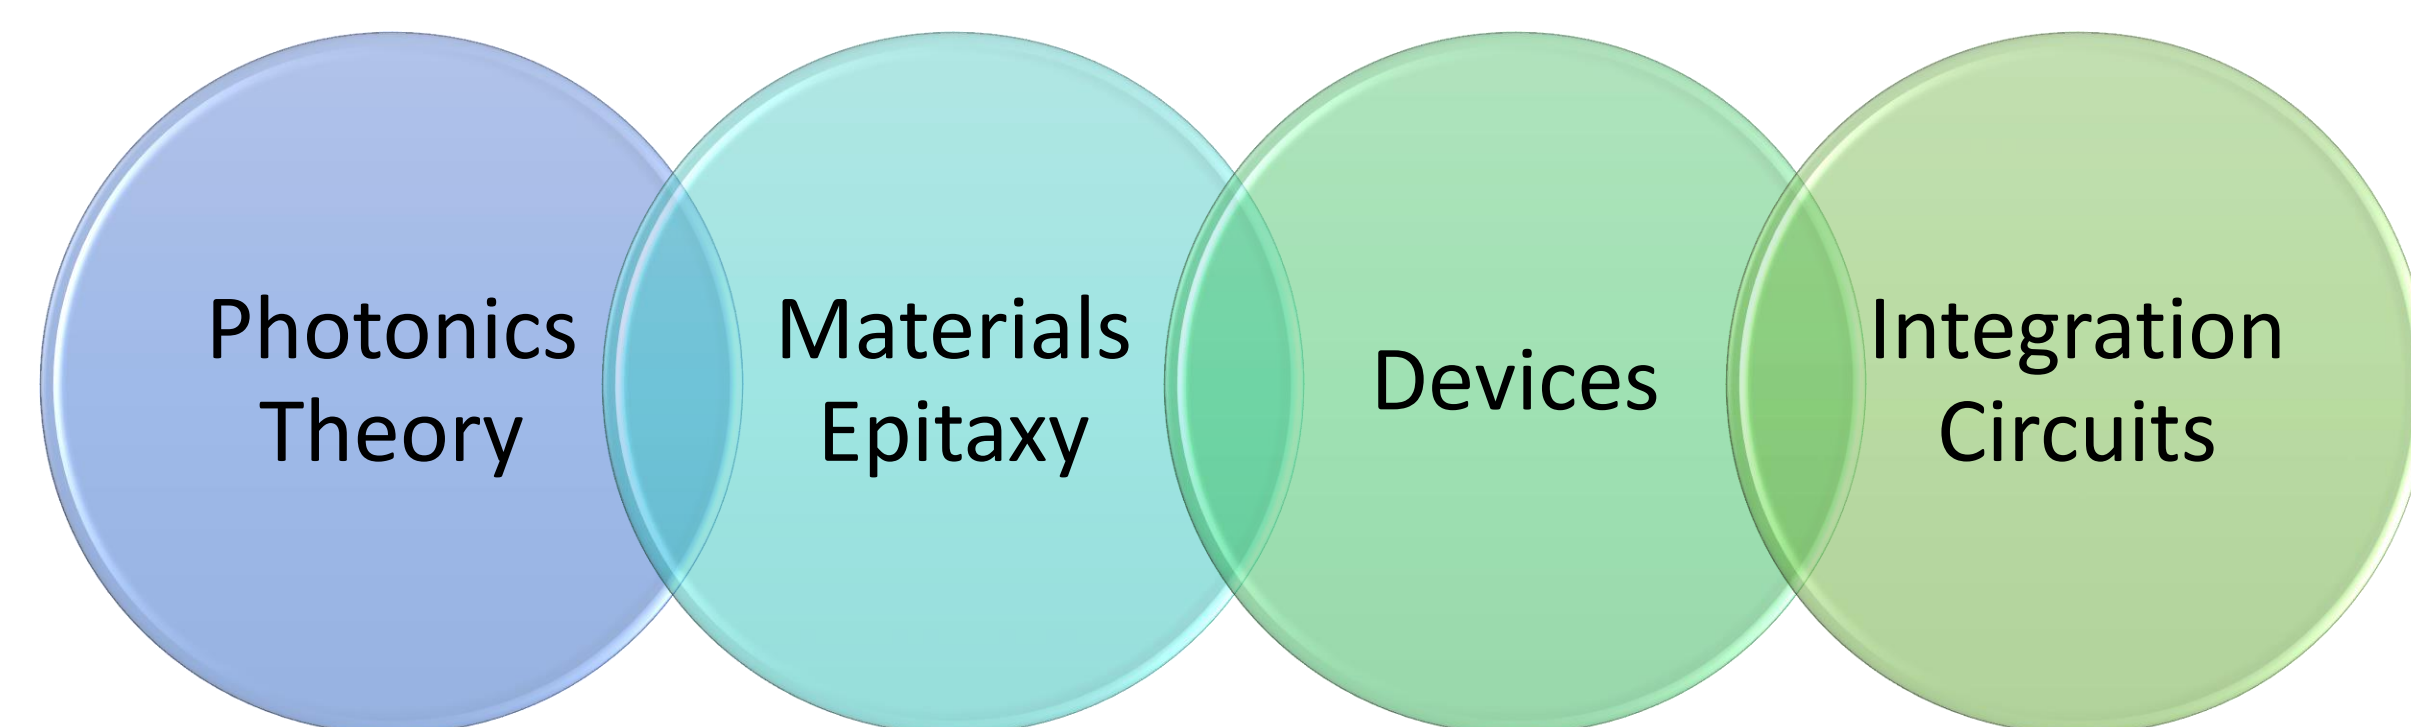 Photonics
Theory
Materials
Epitaxy
Devices
Integration
Circuits